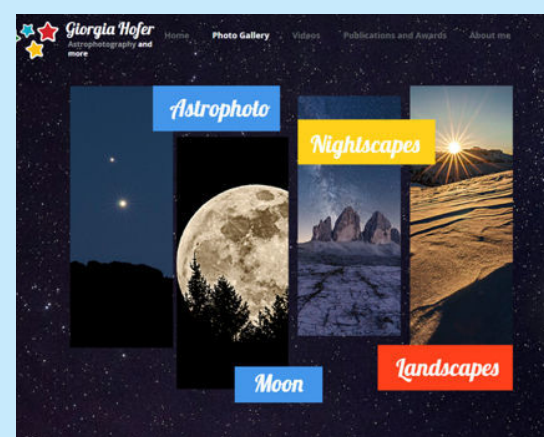 Giorgia Hofer
Astrophotography and
more
Home
Photo Gallery
Videos
Publications and Awards
About me
Astrophoto
Nightscapes
Moon
Landscapes